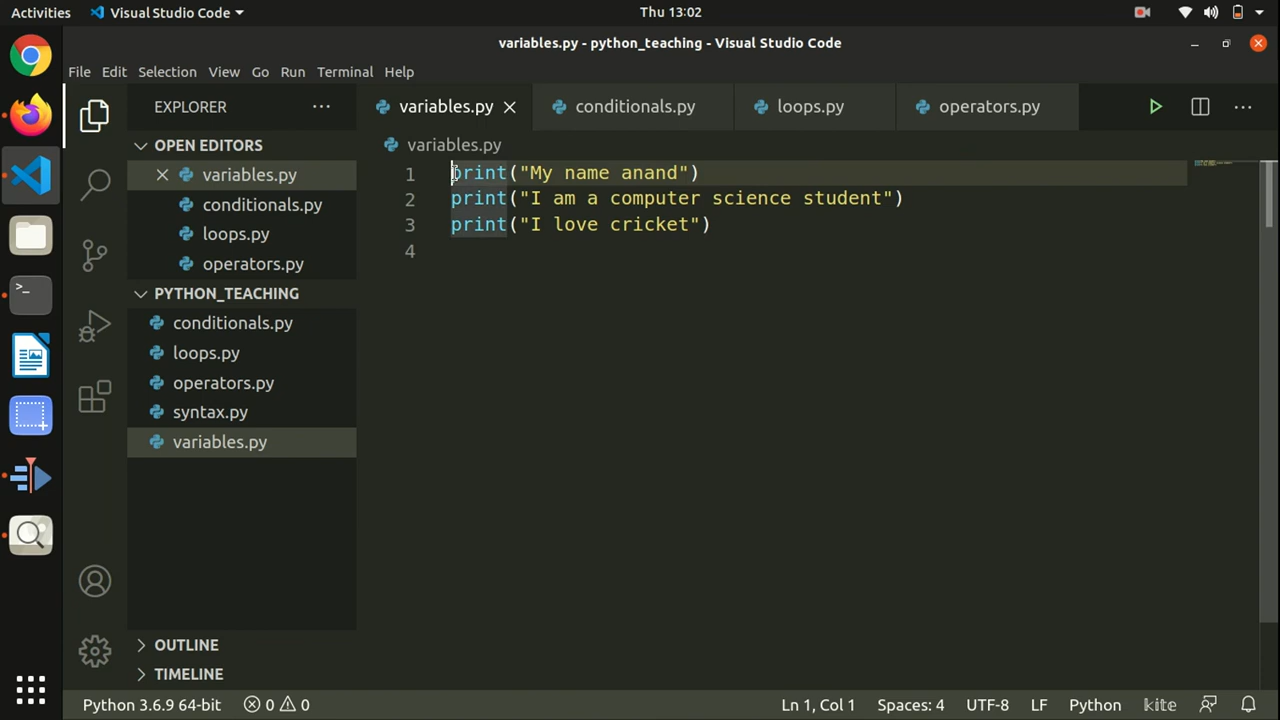 Activities Visual Studio Code Thu 13:02
variables.py - python_teaching - Visual Studio Code
File Edit Selection View Go Run Terminal Help
EXPLORER
OPEN EDITORS
variables.py
conditionals.py
loops.py
operators.py
PYTHON_TEACHING
conditionals.py
loops.py
operators.py
syntax.py
variables.py
OUTLINE
TIMELINE
variables.py conditionals.py loops.py operators.py
variables.py
1 print("My name anand")
2 print("I am a computer science student")
3 print("I love cricket")
4
Python 3.6.9 64-bit 0 0 Ln 1, Col 1 Spaces: 4 UTF-8 LF Python kite